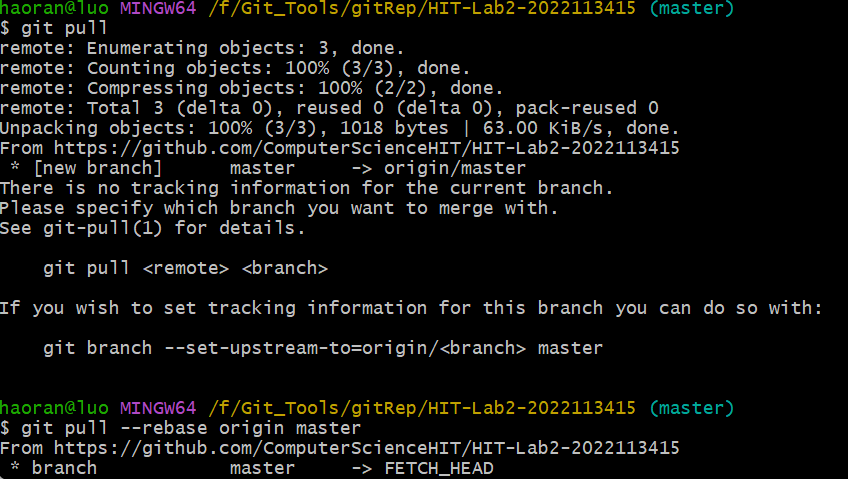 haoran@luo MINGW64 /f/Git_Tools/gitRep/HIT-Lab2-2022113415 (master)
$ git pull
remote: Enumerating objects: 3, done.
remote: Counting objects: 100% (3/3), done.
remote: Compressing objects: 100% (2/2), done.
remote: Total 3 (delta 0), reused 0 (delta 0), pack-reused 0
Unpacking objects: 100% (3/3), 1018 bytes | 63.00 KiB/s, done.
From https://github.com/ComputerScienceHIT/HIT-Lab2-2022113415
 * [new branch]      master     -> origin/master
There is no tracking information for the current branch.
Please specify which branch you want to merge with.
See git-pull(1) for details.

    git pull <remote> <branch>

If you wish to set tracking information for this branch you can do so with:

    git branch --set-upstream-to=origin/<branch> master

haoran@luo MINGW64 /f/Git_Tools/gitRep/HIT-Lab2-2022113415 (master)
$ git pull --rebase origin master
From https://github.com/ComputerScienceHIT/HIT-Lab2-2022113415
 * branch            master     -> FETCH_HEAD